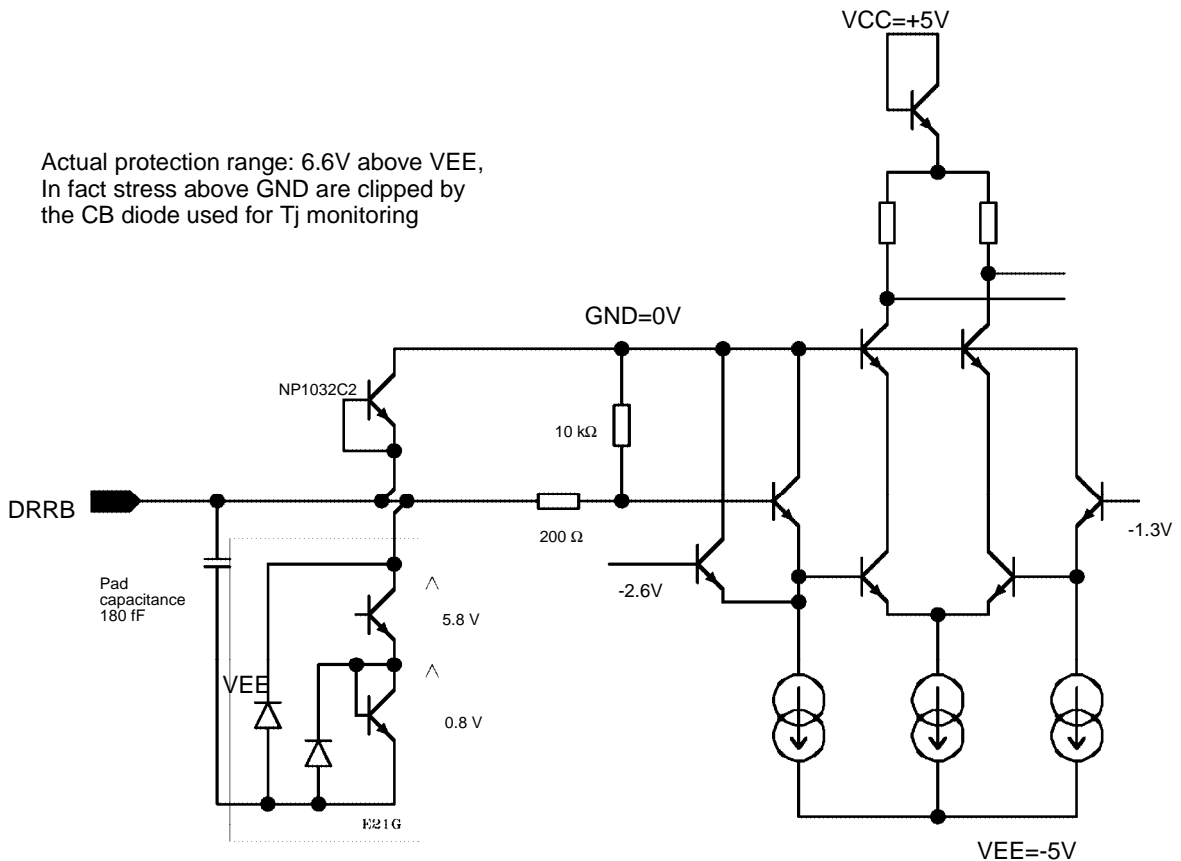 VCC=+5V
Actual protection range: 6.6V above VEE,
In fact stress above GND are clipped by
the CB diode used for Tj monitoring
GND=0V
NP1032C2
10 kΩ
DRRB
200 Ω
-1.3V
-2.6V
Pad
capacitance
180 fF
5.8 V
VEE
0.8 V
E21G
VEE=-5V